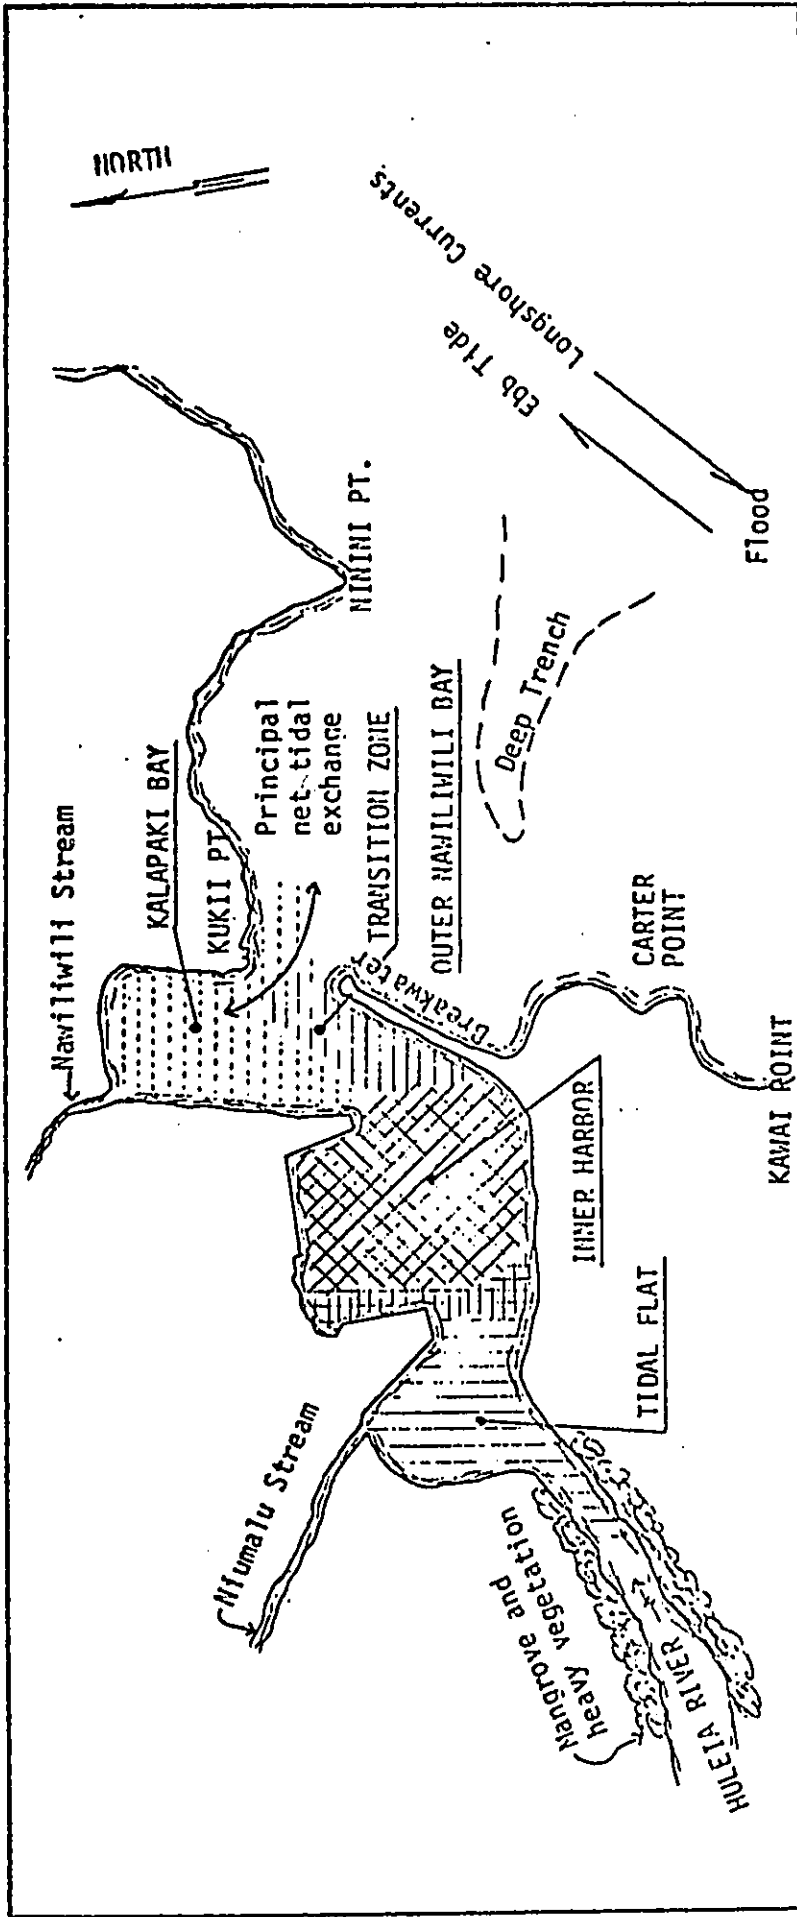 NORTH
Nawiliwili Stream
KALAPAKI BAY
KUKII PT
Principal
net tidal
exchange
NININI PT.
TRANSITION ZONE
OUTER NAWILIWILI BAY
Breakwater
Deep Trench
Longshore Currents
Ebb Tide
Flood
CARTER
POINT
KAWAI ROINT
INNER HARBOR
TIDAL FLAT
Niumalu Stream
Mangrove and
heavy vegetation
HULEIA RIVER